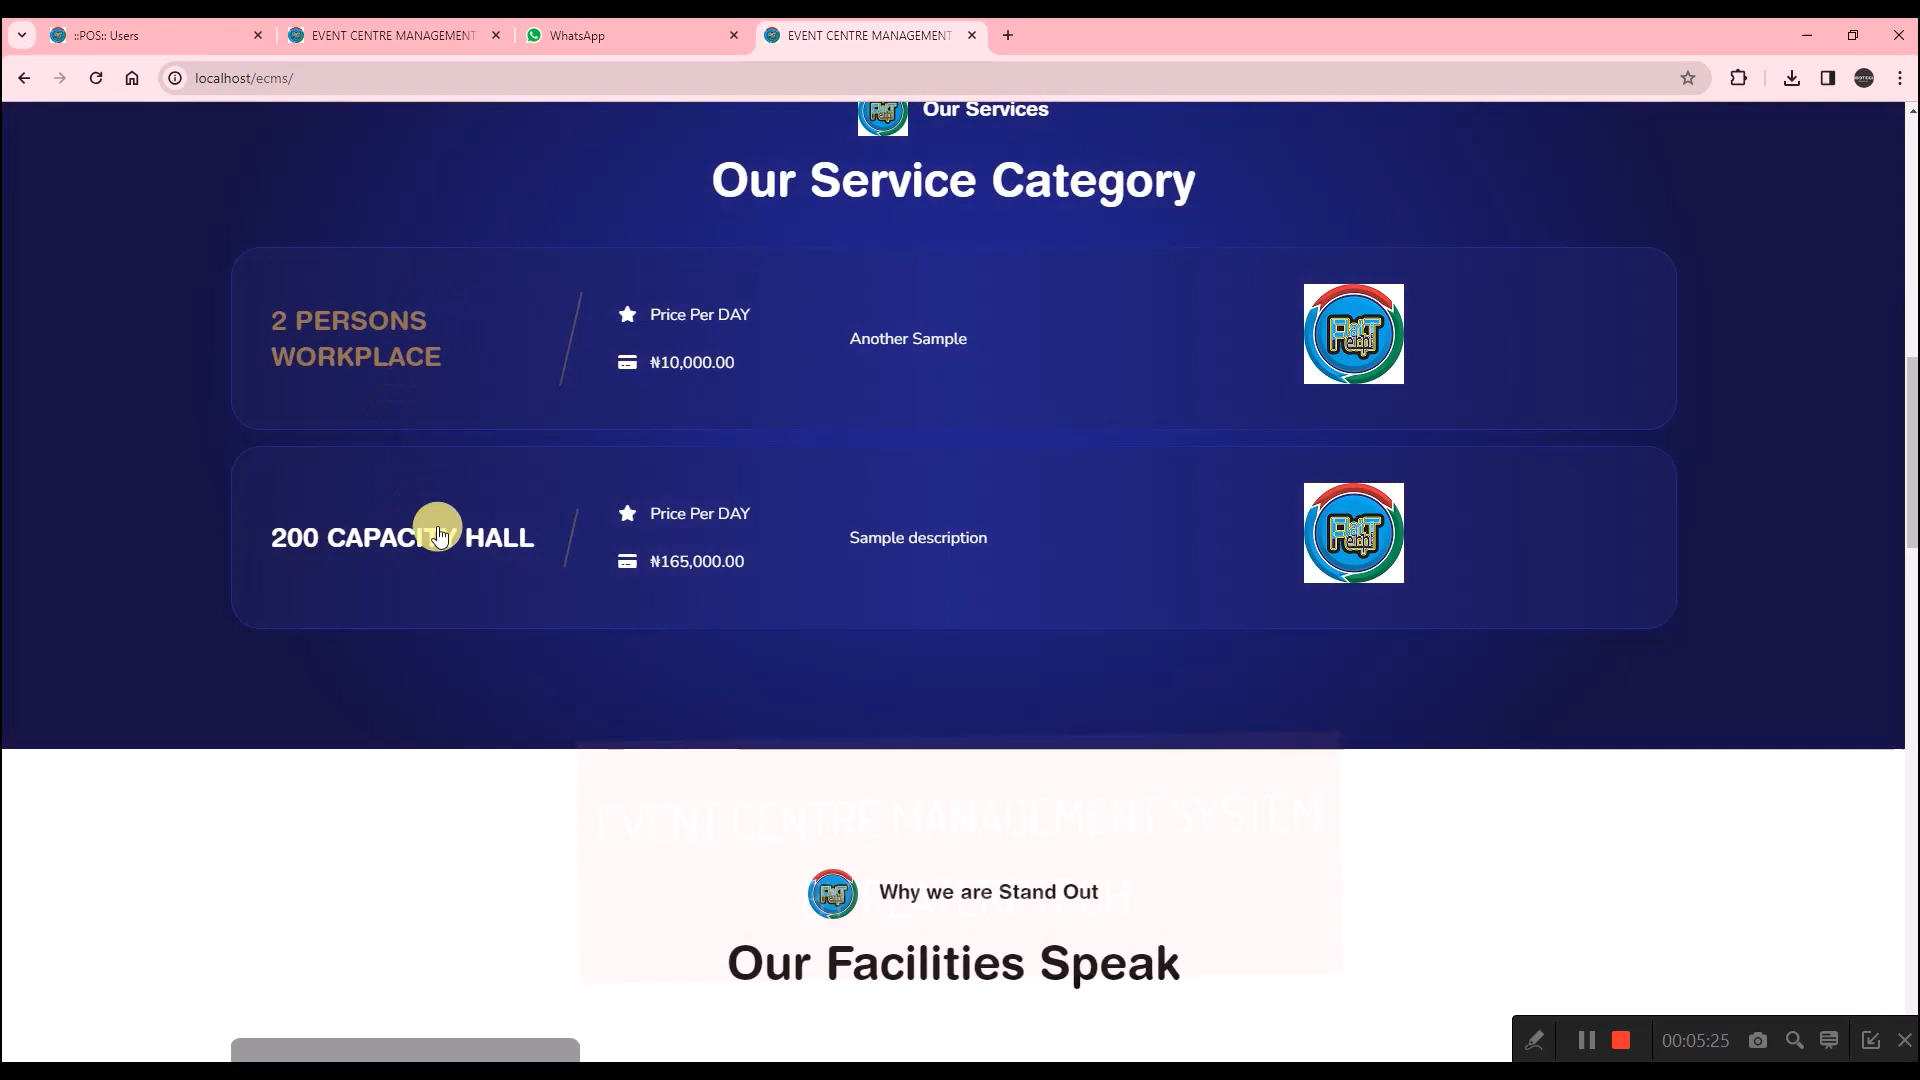 ::POS:: Users
EVENT CENTRE MANAGEMENT
WhatsApp
EVENT CENTRE MANAGEMENT
localhost/ecms/
Our Services
Our Service Category
2 PERSONS
WORKPLACE
Price Per DAY
₦10,000.00
Another Sample
200 CAPACITY HALL
Price Per DAY
₦165,000.00
Sample description
EVENT CENTRE MANAGEMENT SYSTEM
Why we are Stand Out
Our Facilities Speak
00:05:25